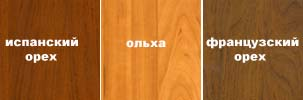 испанский
орех
ольха
французский
орех